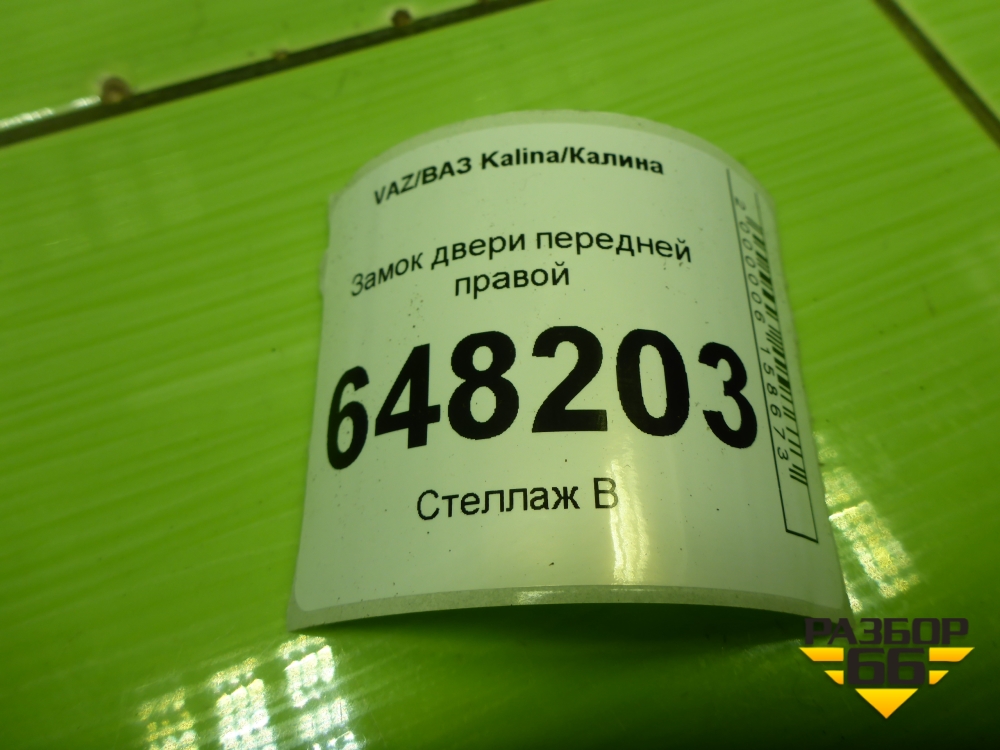 VAZ/ВАЗ Kalina/Калина
Замок двери передней
правой
648203
Стеллаж В
2000006158673
РАЗБОР
66